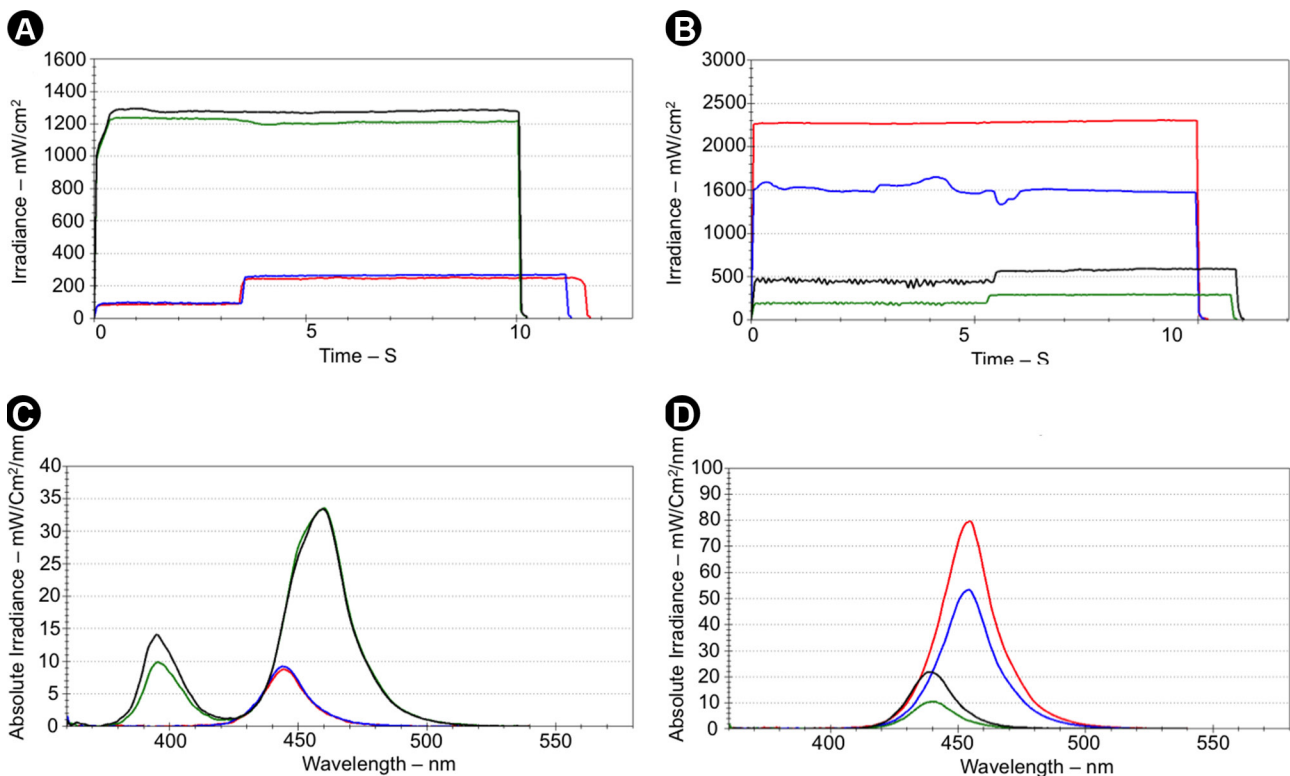 A
1600
1400
1200
1000
800
600
400
200
0
Irradiance – mW/cm²
0 5 10
Time – S
B
3000
2500
2000
1600
1000
500
0
Irradiance – mW/cm²
0 5 10
Time – S
C
40
35
30
25
20
15
10
5
0
Absolute Irradiance – mW/Cm²/nm
400 450 500 550
Wavelength – nm
D
100
90
80
70
60
50
40
30
20
10
0
Absolute Irradiance – mW/Cm²/nm
400 450 500 550
Wavelength – nm